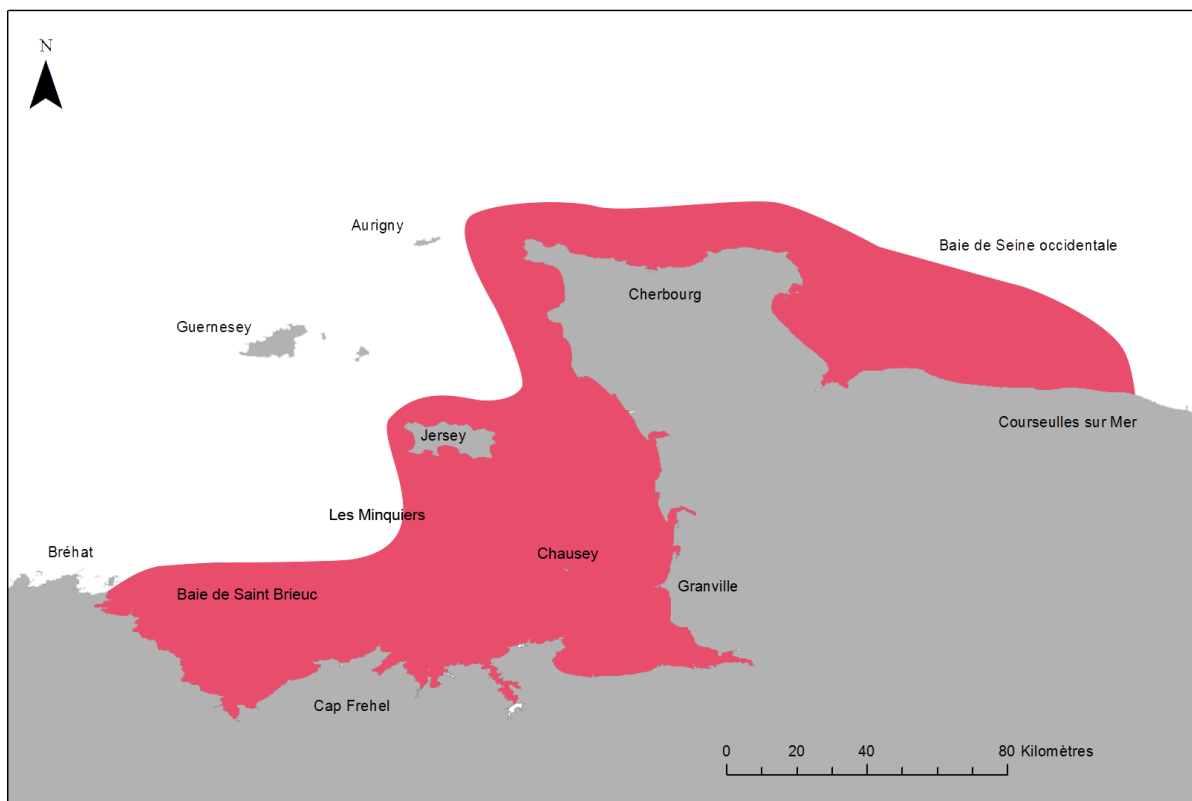 N
Aurigny
Baie de Seine occidentale
Cherbourg
Guernesey
Courseulles sur Mer
Jersey
Les Minquiers
Bréhat
Chausey
Granville
Baie de Saint Brieuc
Cap Frehel
0 20 40 80 Kilomètres